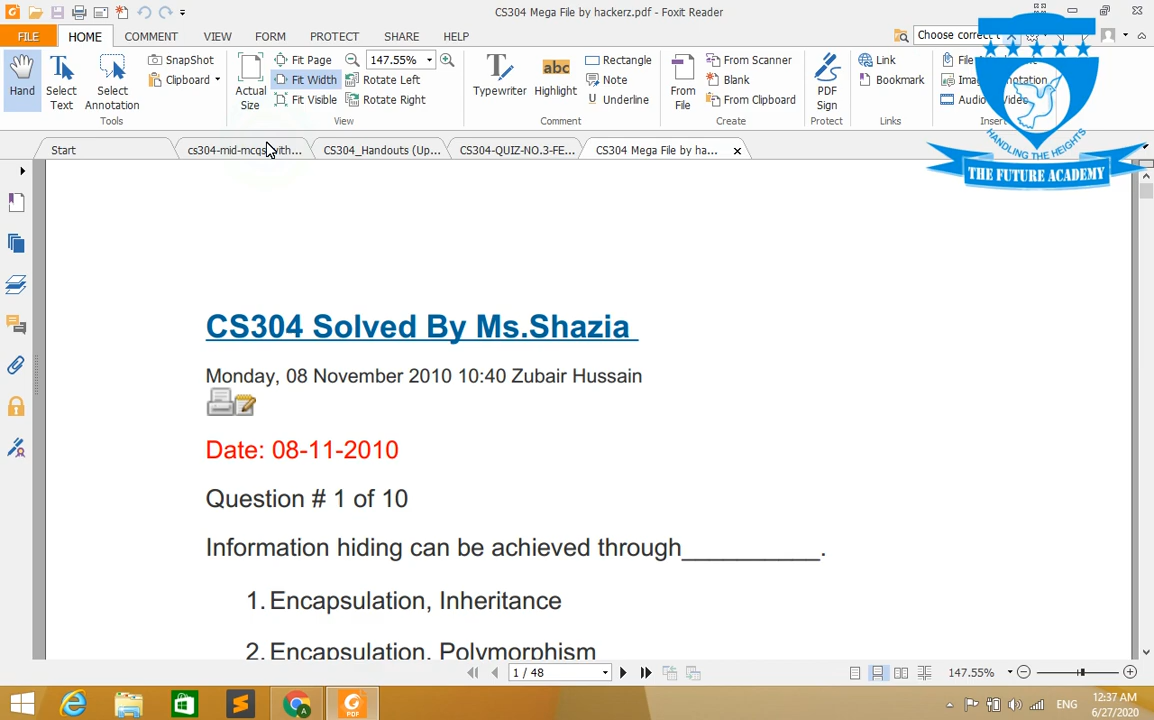 CS304 Mega File by hackerz.pdf - Foxit Reader
FILE HOME COMMENT VIEW FORM PROTECT SHARE HELP
Choose correct
Hand
Select Text
Select Annotation
SnapShot
Clipboard
Tools
Actual Size
Fit Page
Fit Width
Fit Visible
147.55%
Rotate Left
Rotate Right
View
Typewriter
Highlight
Rectangle
Note
Underline
Comment
From File
From Scanner
Blank
From Clipboard
Create
PDF Sign
Protect
Link
Bookmark
Links
Audio
HANDLING THE HEIGHTS
THE FUTURE ACADEMY
Start
cs304-mid-mcqs
CS304_Handouts (Up...
CS304-QUIZ-NO.3-FE...
CS304 Mega File by ha...
CS304 Solved By Ms.Shazia
Monday, 08 November 2010 10:40 Zubair Hussain
Date: 08-11-2010
Question # 1 of 10
Information hiding can be achieved through__________.
1. Encapsulation, Inheritance
2. Encapsulation, Polymorphism
1 / 48
147.55%
PDF
ENG
12:37 AM
6/27/2020